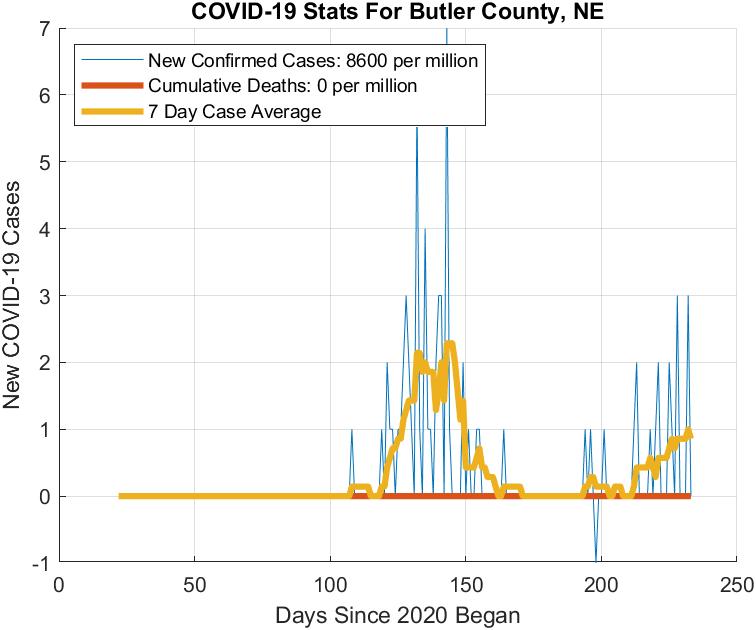 COVID-19 Stats For Butler County, NE
New Confirmed Cases: 8600 per million
Cumulative Deaths: 0 per million
7 Day Case Average
New COVID-19 Cases
7
6
5
4
3
2
1
0
-1
0 50 100 150 200 250
Days Since 2020 Began